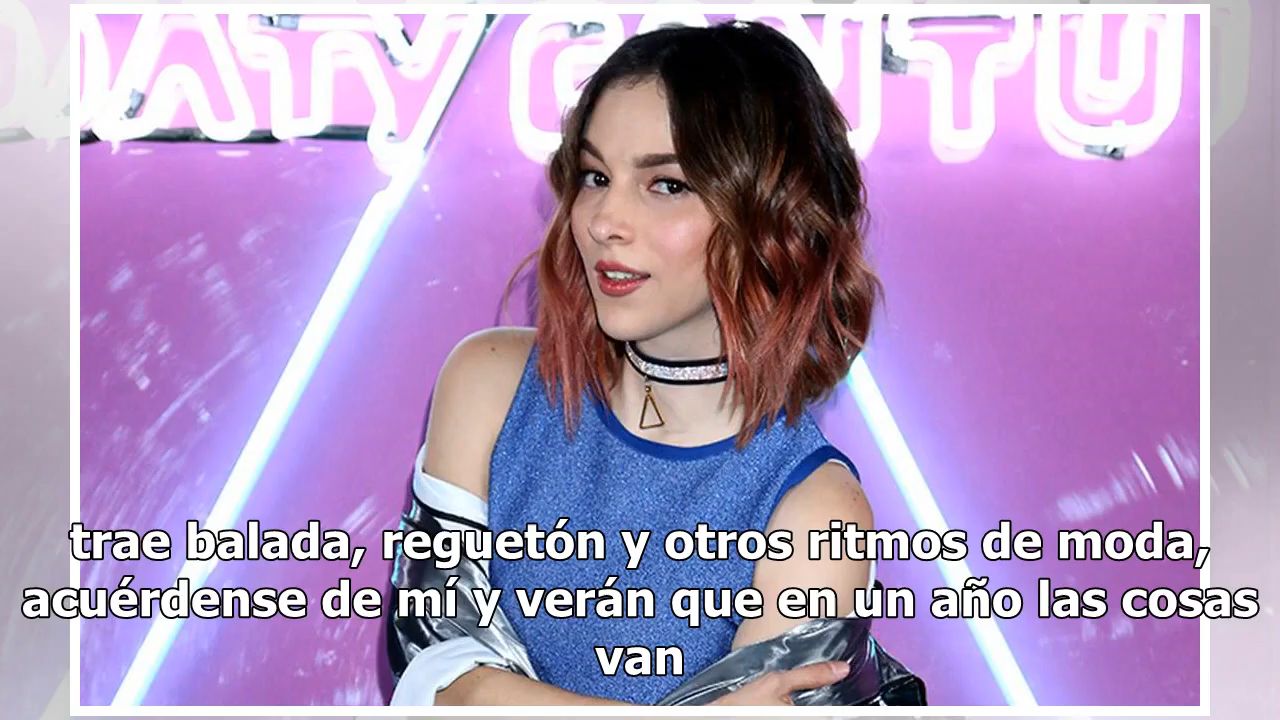 trae balada, reguetón y otros ritmos de moda,
acuérdense de mí y verán que en un año las cosas
van